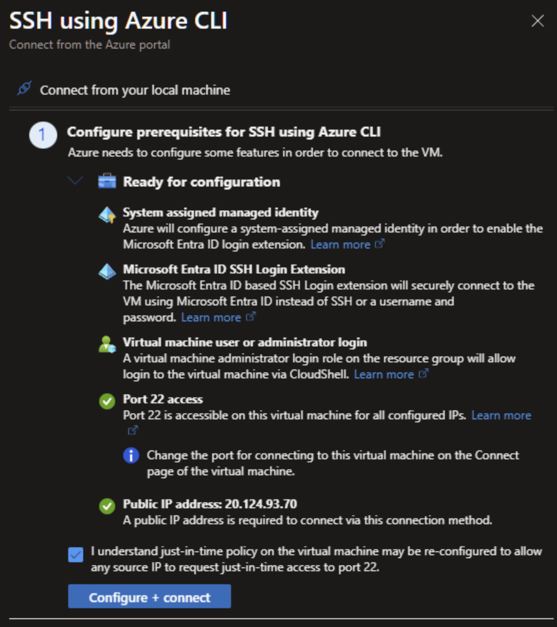 SSH using Azure CLI
Connect from the Azure portal
Connect from your local machine
1
Configure prerequisites for SSH using Azure CLI
Azure needs to configure some features in order to connect to the VM.
Ready for configuration
System assigned managed identity
Azure will configure a system-assigned managed identity in order to enable the
Microsoft Entra ID login extension. Learn more
Microsoft Entra ID SSH Login Extension
The Microsoft Entra ID based SSH Login extension will securely connect to the
VM using Microsoft Entra ID instead of SSH or a username and
password. Learn more
Virtual machine user or administrator login
A virtual machine administrator login role on the resource group will allow
login to the virtual machine via CloudShell. Learn more
Port 22 access
Port 22 is accessible on this virtual machine for all configured IPs. Learn more
Change the port for connecting to this virtual machine on the Connect
page of the virtual machine.
Public IP address: 20.124.93.70
A public IP address is required to connect via this connection method.
I understand just-in-time policy on the virtual machine may be re-configured to allow
any source IP to request just-in-time access to port 22.
Configure + connect